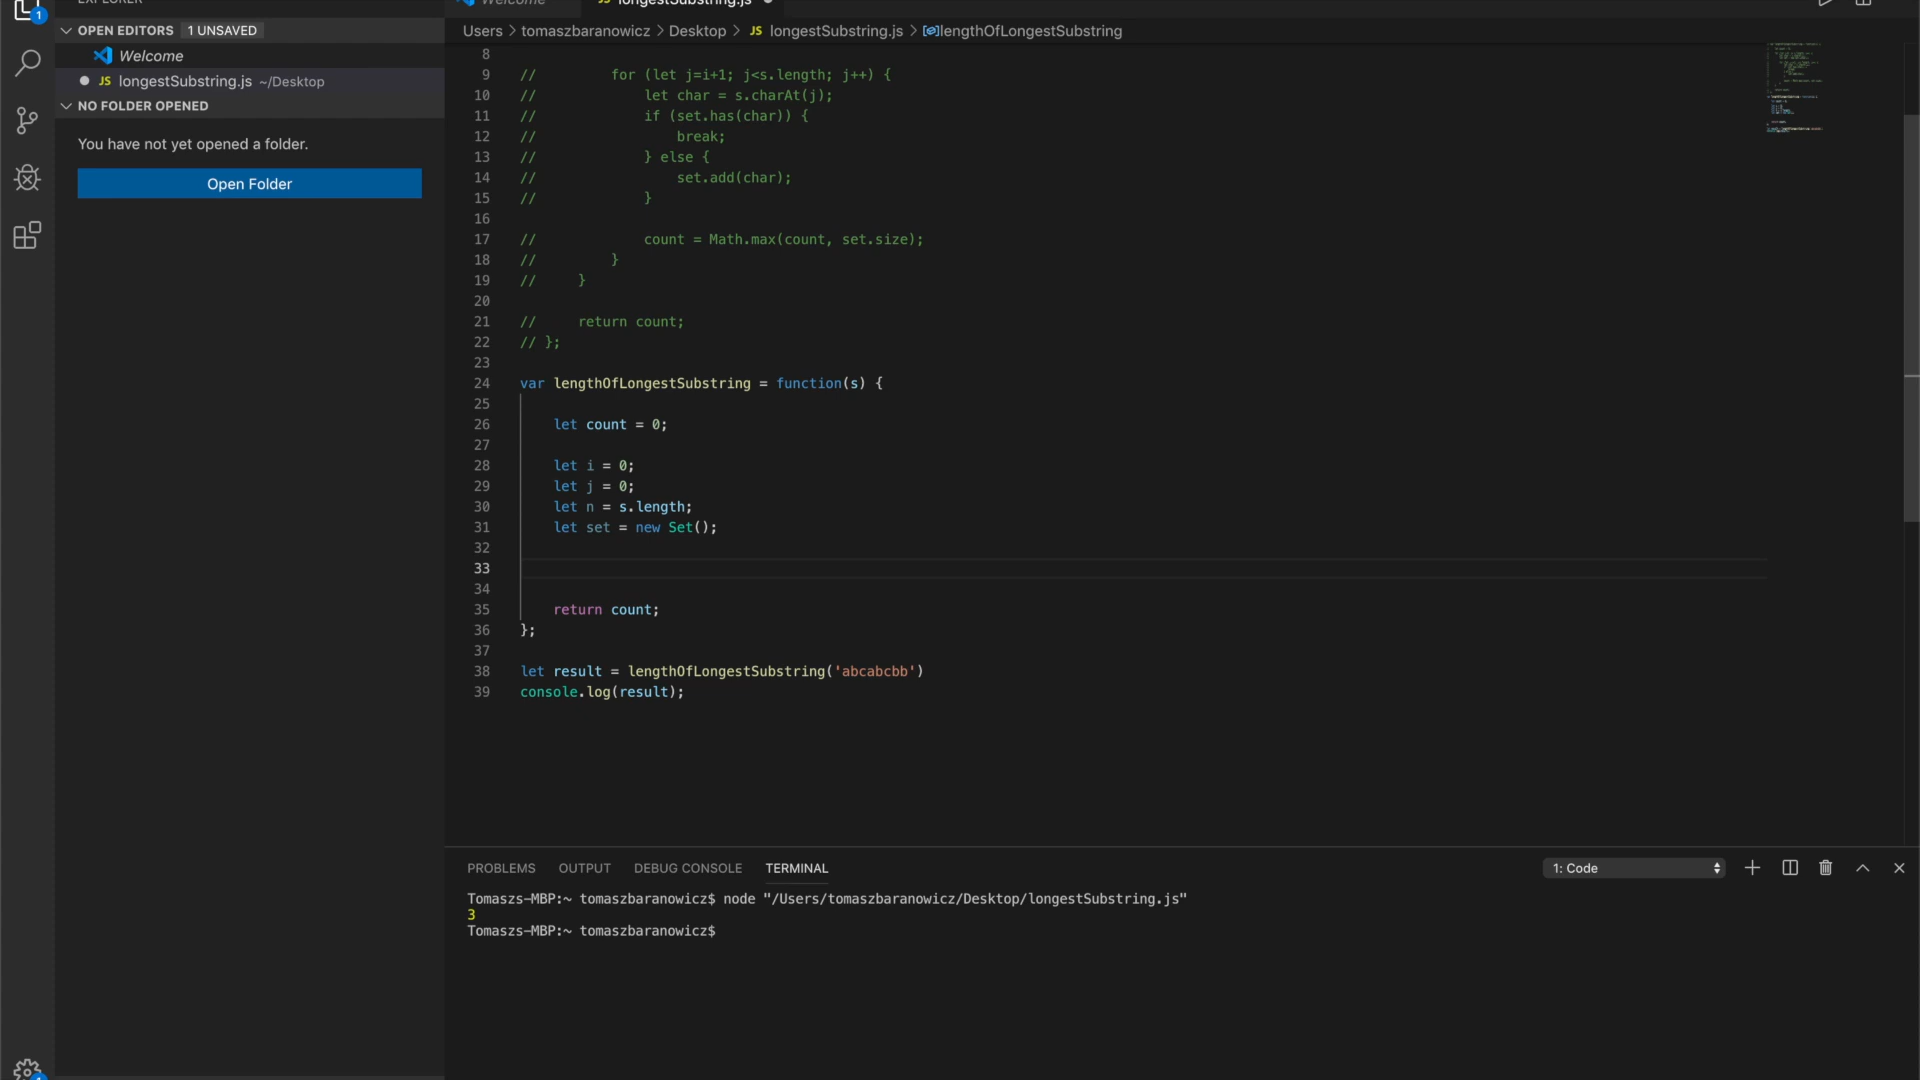 EXPLORER
OPEN EDITORS 1 UNSAVED
Welcome
JS longestSubstring.js ~/Desktop
NO FOLDER OPENED
You have not yet opened a folder.
Open Folder
1
1
Welcome
JS longestSubstring.js
Users > tomaszbaranowicz > Desktop > JS longestSubstring.js > lengthOfLongestSubstring
8
9 // for (let j=i+1; j<s.length; j++) {
10 // let char = s.charAt(j);
11 // if (set.has(char)) {
12 // break;
13 // } else {
14 // set.add(char);
15 // }
16
17 // count = Math.max(count, set.size);
18 // }
19 // }
20
21 // return count;
22 // };
23
24 var lengthOfLongestSubstring = function(s) {
25
26 let count = 0;
27
28 let i = 0;
29 let j = 0;
30 let n = s.length;
31 let set = new Set();
32
33
34
35 return count;
36 };
37
38 let result = lengthOfLongestSubstring('abcabcbb')
39 console.log(result);
PROBLEMS OUTPUT DEBUG CONSOLE TERMINAL 1: Code
Tomaszs-MBP:~ tomaszbaranowicz$ node "/Users/tomaszbaranowicz/Desktop/longestSubstring.js"
3
Tomaszs-MBP:~ tomaszbaranowicz$